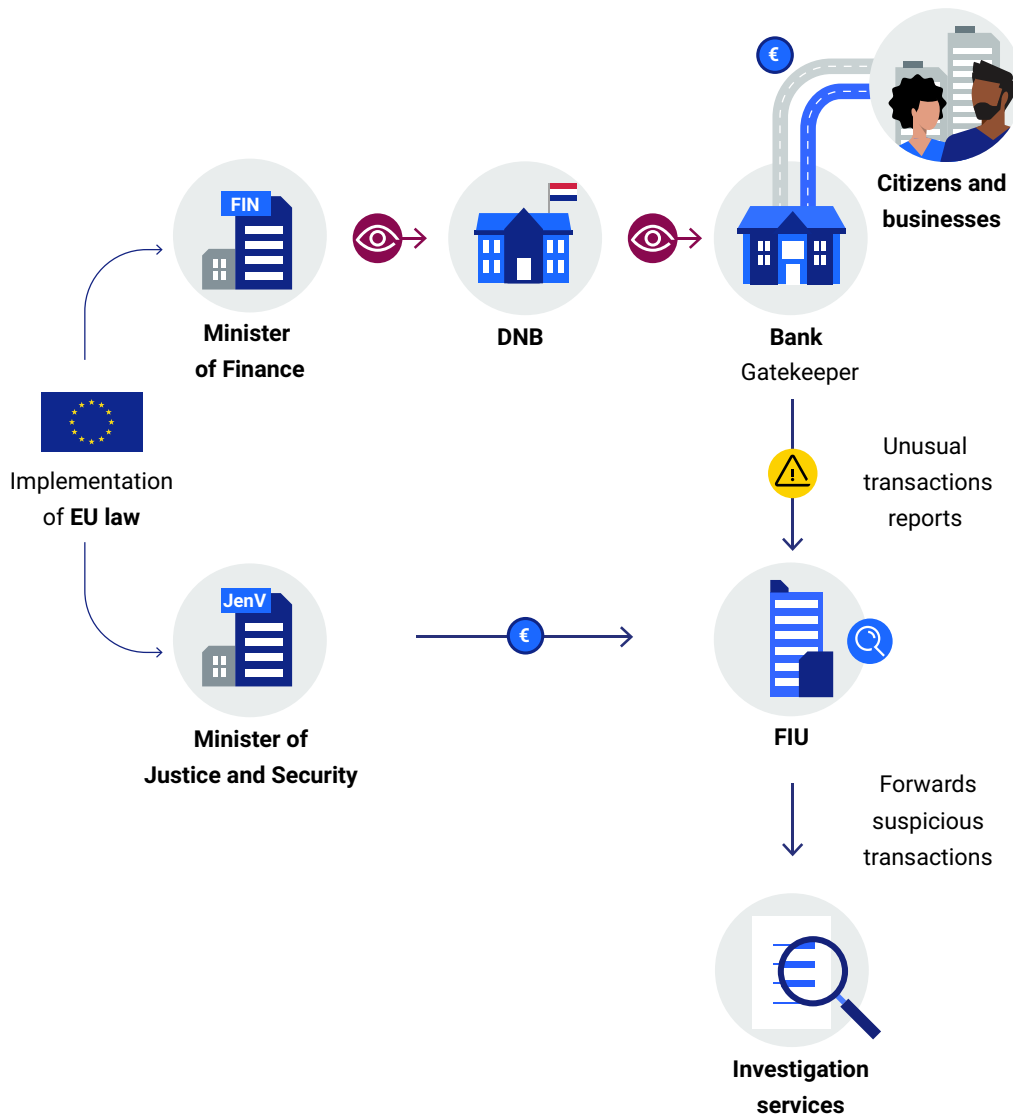 €
Citizens and
businesses
FIN
Minister
of Finance
DNB
Bank
Gatekeeper
Implementation
of EU law
Unusual
transactions
reports
JenV
€
Minister of
Justice and Security
FIU
Forwards
suspicious
transactions
Investigation
services